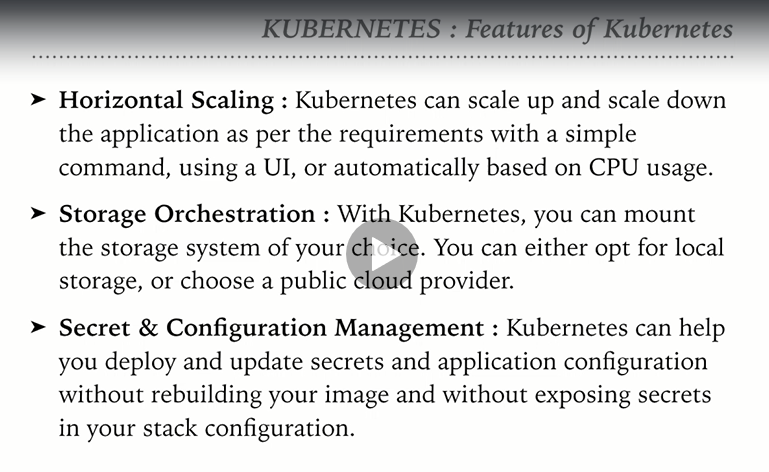 KUBERNETES : Features of Kubernetes
➤ Horizontal Scaling : Kubernetes can scale up and scale down
the application as per the requirements with a simple
command, using a UI, or automatically based on CPU usage.
➤ Storage Orchestration : With Kubernetes, you can mount
the storage system of your choice. You can either opt for local
storage, or choose a public cloud provider.
➤ Secret & Configuration Management : Kubernetes can help
you deploy and update secrets and application configuration
without rebuilding your image and without exposing secrets
in your stack configuration.